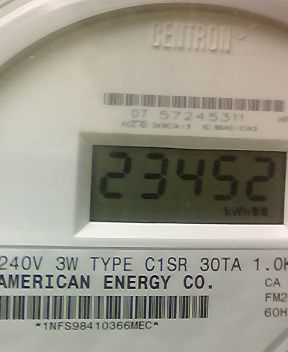 CENTRON
07 57245311
23452
kWh
240V 3W TYPE C1SR 30TA 1.0K
AMERICAN ENERGY CO.
CA
FM2
60H
*1NFS98410366MEC*